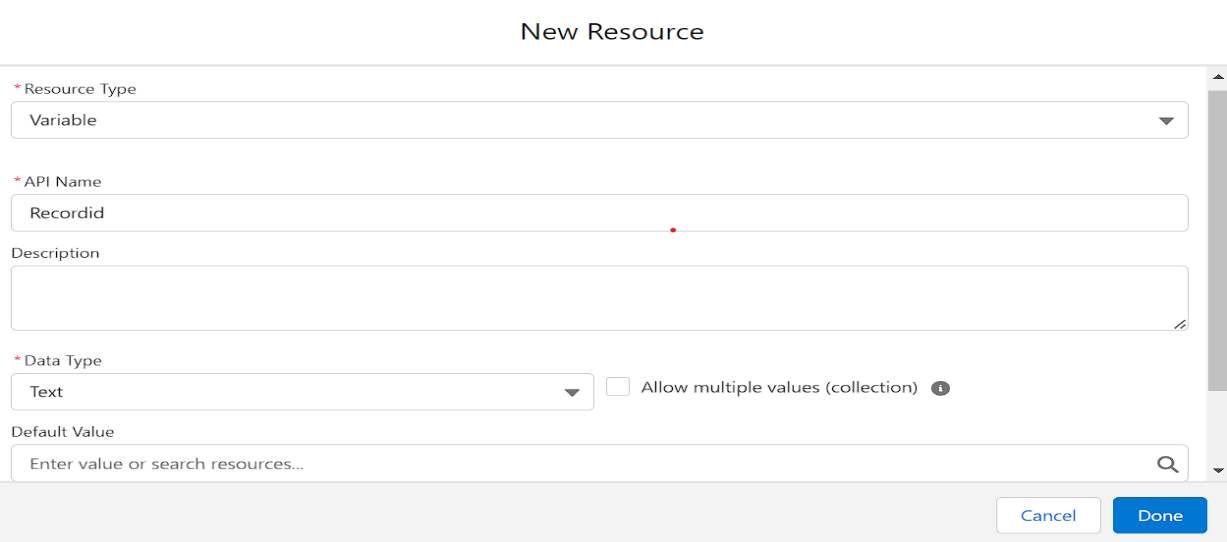 New Resource
* Resource Type
Variable
* API Name
Recordid
Description
* Data Type
Text
Allow multiple values (collection)
Default Value
Enter value or search resources...
Cancel Done